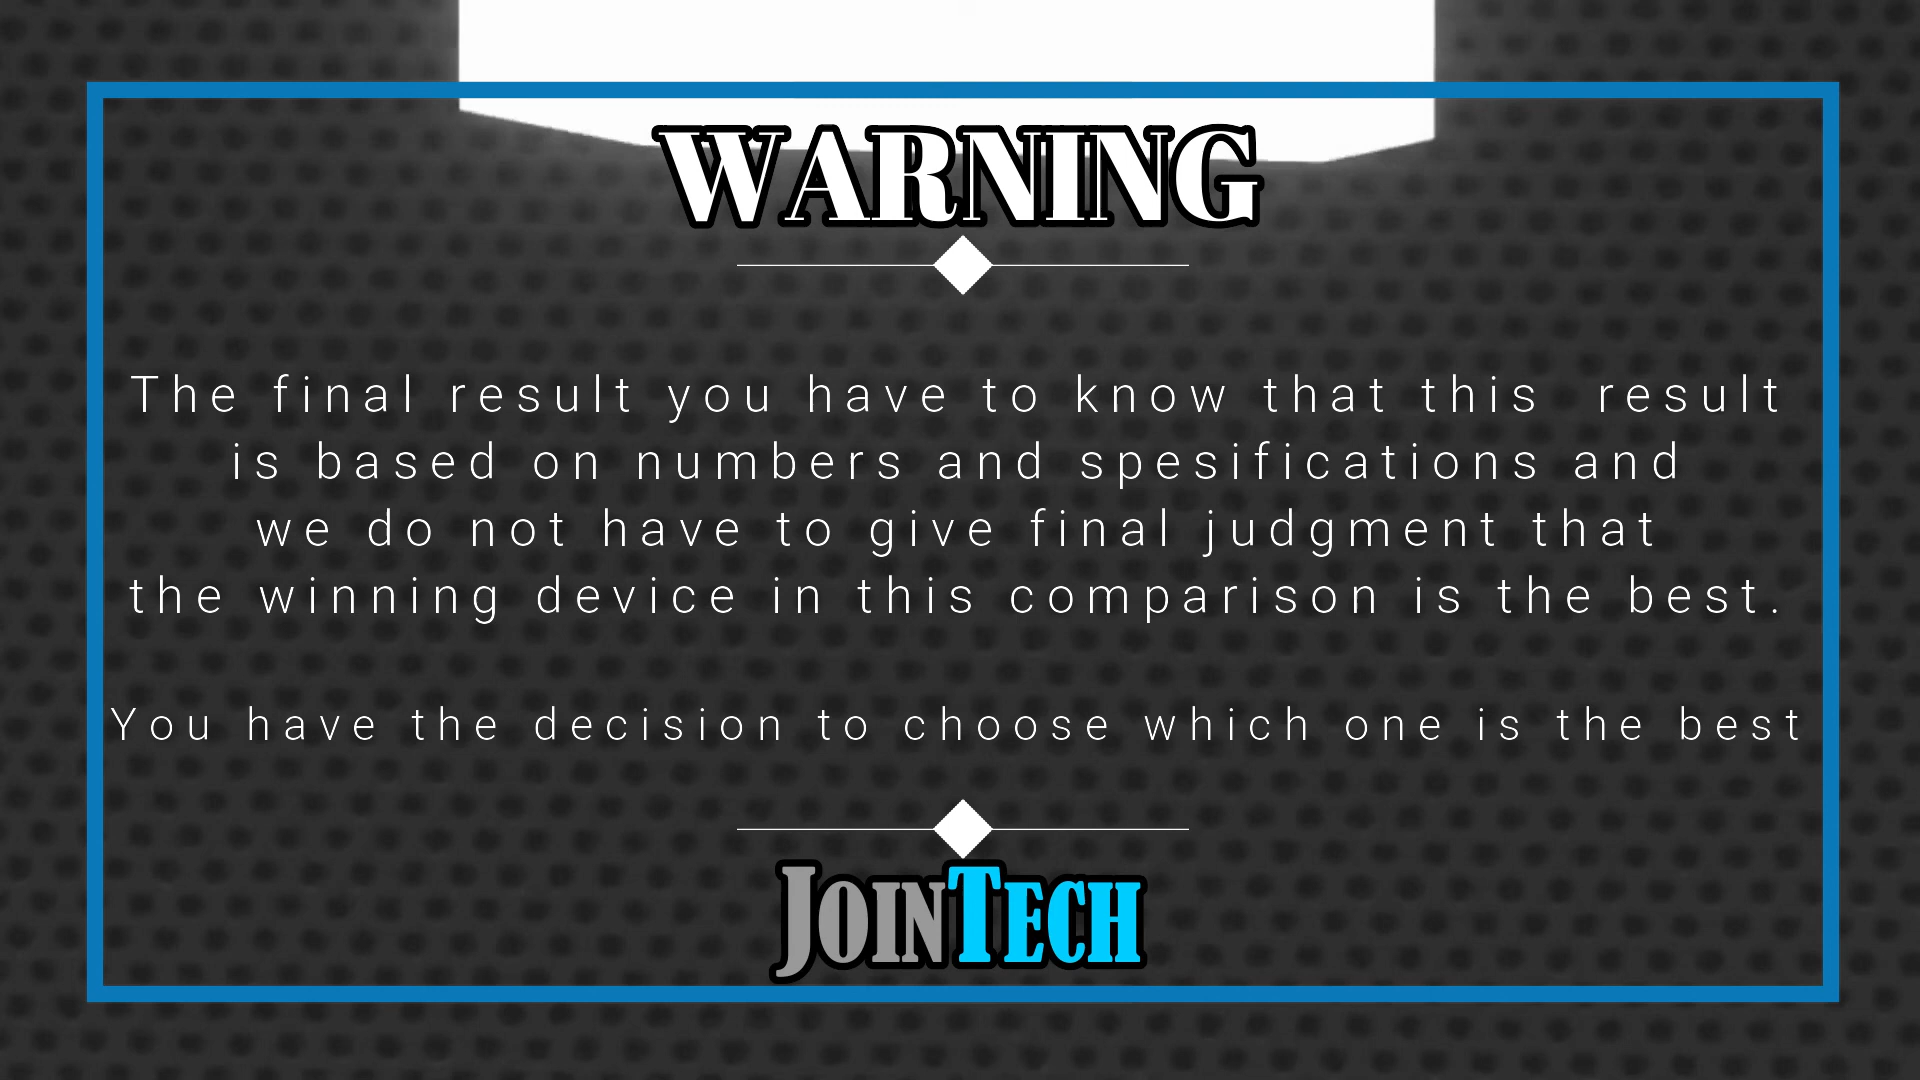 WARNING
The final result you have to know that this result
is based on numbers and spesifications and
we do not have to give final judgment that
the winning device in this comparison is the best.
You have the decision to choose which one is the best
JOINTECH